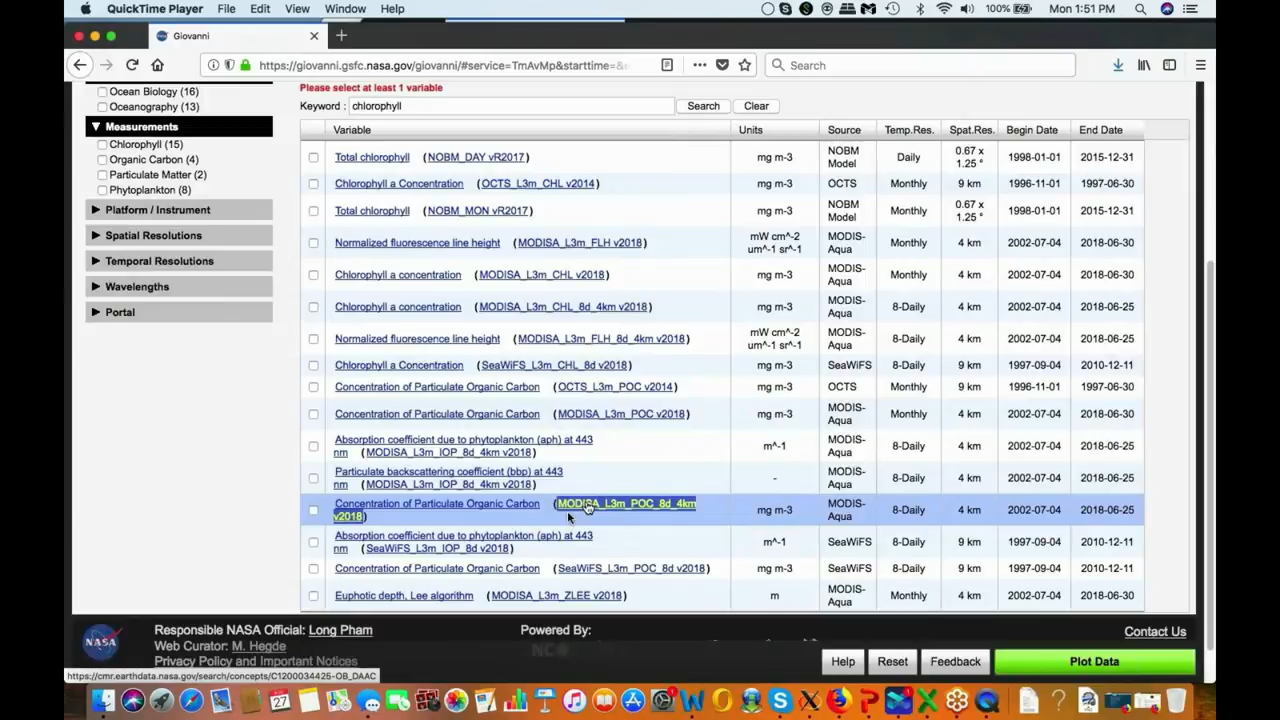 QuickTime Player File Edit View Window Help 100% Mon 1:51 PM
Giovanni
https://giovanni.gsfc.nasa.gov/giovanni/#service=TmAvMp&starttime=& Search
Please select at least 1 variable
Ocean Biology (16)
Oceanography (13)
Keyword : chlorophyll Search Clear
Measurements
Chlorophyll (15)
Organic Carbon (4)
Particulate Matter (2)
Phytoplankton (8)
Platform / Instrument
Spatial Resolutions
Temporal Resolutions
Wavelengths
Portal
Variable Units Source Temp.Res. Spat.Res. Begin Date End Date
Total chlorophyll (NOBM_DAY vR2017) mg m-3 NOBM Model Daily 0.67 x 1.25 ° 1998-01-01 2015-12-31
Chlorophyll a Concentration (OCTS_L3m_CHL v2014) mg m-3 OCTS Monthly 9 km 1996-11-01 1997-06-30
Total chlorophyll (NOBM_MON vR2017) mg m-3 NOBM Model Monthly 0.67 x 1.25 ° 1998-01-01 2015-12-31
Normalized fluorescence line height (MODISA_L3m_FLH v2018) mW cm^-2 um^-1 sr^-1 MODIS-Aqua Monthly 4 km 2002-07-04 2018-06-30
Chlorophyll a concentration (MODISA_L3m_CHL v2018) mg m-3 MODIS-Aqua Monthly 4 km 2002-07-04 2018-06-30
Chlorophyll a concentration (MODISA_L3m_CHL_8d_4km v2018) mg m-3 MODIS-Aqua 8-Daily 4 km 2002-07-04 2018-06-25
Normalized fluorescence line height (MODISA_L3m_FLH_8d_4km v2018) mW cm^-2 um^-1 sr^-1 MODIS-Aqua 8-Daily 4 km 2002-07-04 2018-06-25
Chlorophyll a Concentration (SeaWiFS_L3m_CHL_8d v2018) mg m-3 SeaWiFS 8-Daily 9 km 1997-09-04 2010-12-11
Concentration of Particulate Organic Carbon (OCTS_L3m_POC v2014) mg m-3 OCTS Monthly 9 km 1996-11-01 1997-06-30
Concentration of Particulate Organic Carbon (MODISA_L3m_POC v2018) mg m-3 MODIS-Aqua Monthly 4 km 2002-07-04 2018-06-30
Absorption coefficient due to phytoplankton (aph) at 443 nm (MODISA_L3m_IOP_8d_4km v2018) m^-1 MODIS-Aqua 8-Daily 4 km 2002-07-04 2018-06-25
Particulate backscattering coefficient (bbp) at 443 nm (MODISA_L3m_IOP_8d_4km v2018) - MODIS-Aqua 8-Daily 4 km 2002-07-04 2018-06-25
Concentration of Particulate Organic Carbon (MODISA_L3m_POC_8d_4km v2018) mg m-3 MODIS-Aqua 8-Daily 4 km 2002-07-04 2018-06-25
Absorption coefficient due to phytoplankton (aph) at 443 nm (SeaWiFS_L3m_IOP_8d v2018) m^-1 SeaWiFS 8-Daily 9 km 1997-09-04 2010-12-11
Concentration of Particulate Organic Carbon (SeaWiFS_L3m_POC_8d v2018) mg m-3 SeaWiFS 8-Daily 9 km 1997-09-04 2010-12-11
Euphotic depth, Lee algorithm (MODISA_L3m_ZLEE v2018) m MODIS-Aqua Monthly 4 km 2002-07-04 2018-06-30
NASA
Responsible NASA Official: Long Pham Powered By: Contact Us
Web Curator: M. Hegde
Privacy Policy and Important Notices
Help Reset Feedback Plot Data
https://cmr.earthdata.nasa.gov/search/concepts/C1200034425-OB_DAAC